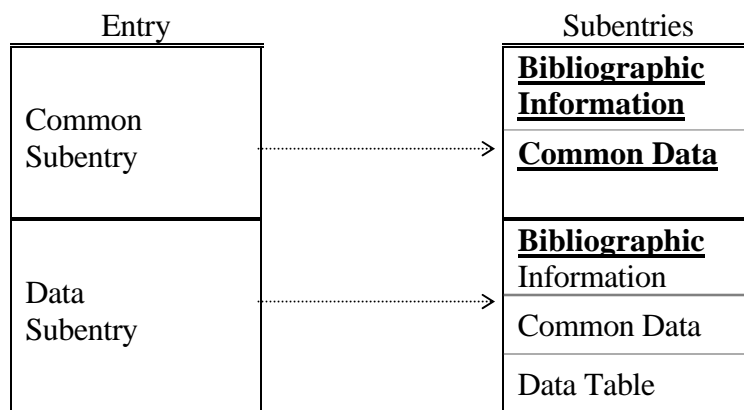 Entry
Subentries
Common
Subentry
Bibliographic
Information
Common Data
Data
Subentry
Bibliographic
Information
Common Data
Data Table